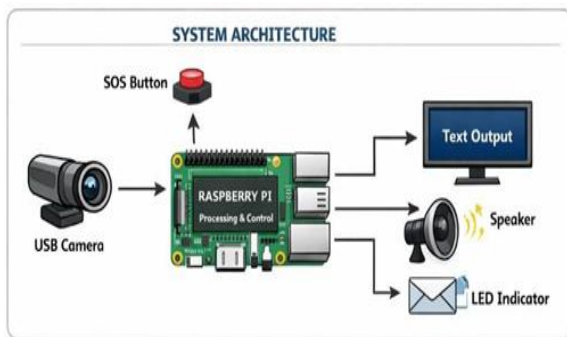 SYSTEM ARCHITECTURE
SOS Button
USB Camera
RASPBERRY PI
Processing & Control
Text Output
Speaker
LED Indicator